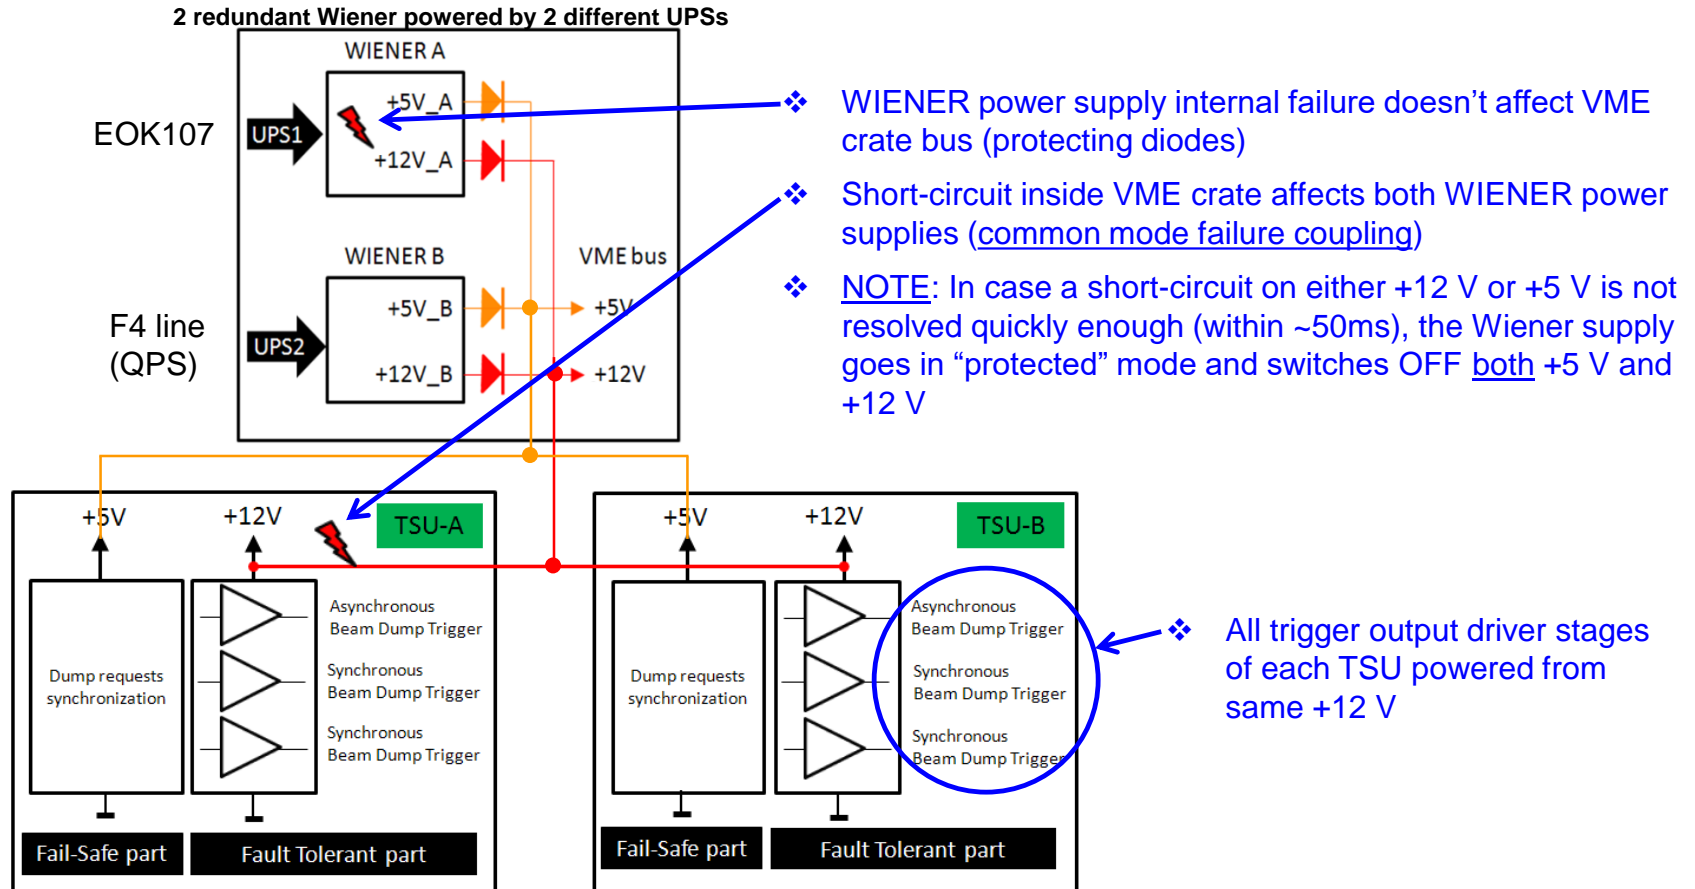 2 redundant Wiener powered by 2 different UPSs
WIENER A
+5V_A
EOK107
UPS1
+12V_A
WIENER B
VME bus
+5V_B
+5V
F4 line
(QPS)
UPS2
+12V_B
+12V
❖ WIENER power supply internal failure doesn’t affect VME
crate bus (protecting diodes)
❖ Short-circuit inside VME crate affects both WIENER power
supplies (common mode failure coupling)
❖ NOTE: In case a short-circuit on either +12 V or +5 V is not
resolved quickly enough (within ~50ms), the Wiener supply
goes in “protected” mode and switches OFF both +5 V and
+12 V
+5V
+12V
TSU-A
Asynchronous
Beam Dump Trigger
Dump requests
synchronization
Synchronous
Beam Dump Trigger
Synchronous
Beam Dump Trigger
Fail-Safe part
Fault Tolerant part
+5V
+12V
TSU-B
Asynchronous
Beam Dump Trigger
Dump requests
synchronization
Synchronous
Beam Dump Trigger
Synchronous
Beam Dump Trigger
Fail-Safe part
Fault Tolerant part
❖ All trigger output driver stages
of each TSU powered from
same +12 V